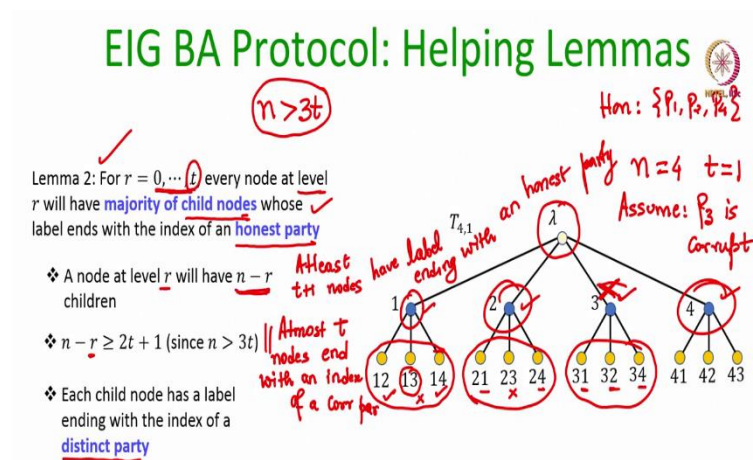 EIG BA Protocol: Helping Lemmas
n>3t
Hon: {P1, P2, P4}
n=4 t=1
Assume: P3 is
corrupt
Lemma 2: For r = 0, ⋯ t, every node at level
r will have majority of child nodes whose
label ends with the index of an honest party
❖ A node at level r will have n − r
children
❖ n − r ≥ 2t + 1 (since n > 3t)
❖ Each child node has a label
ending with the index of a
distinct party
Atleast
t+1 nodes
have label
ending with
an honest party
|| Atmost t
nodes end
with an index
of a corr par
T4,1
λ
1 2 3 4
12 13 14 21 23 24 31 32 34 41 42 43